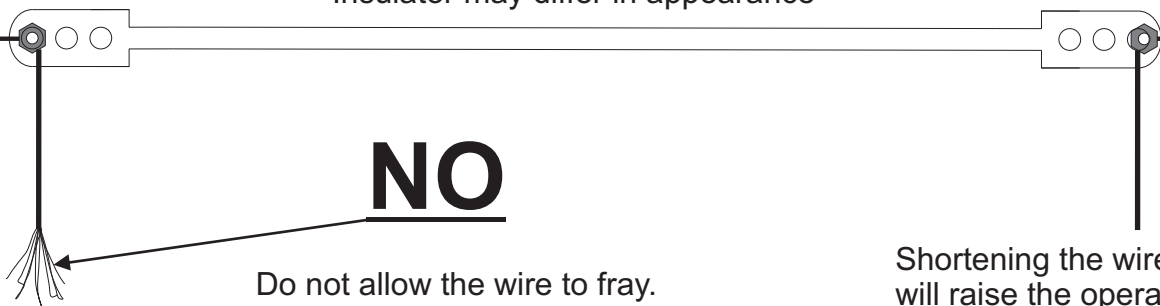 Insulator may differ in appearance
NO
Do not allow the wire to fray.
Shortening the wire
will raise the opera